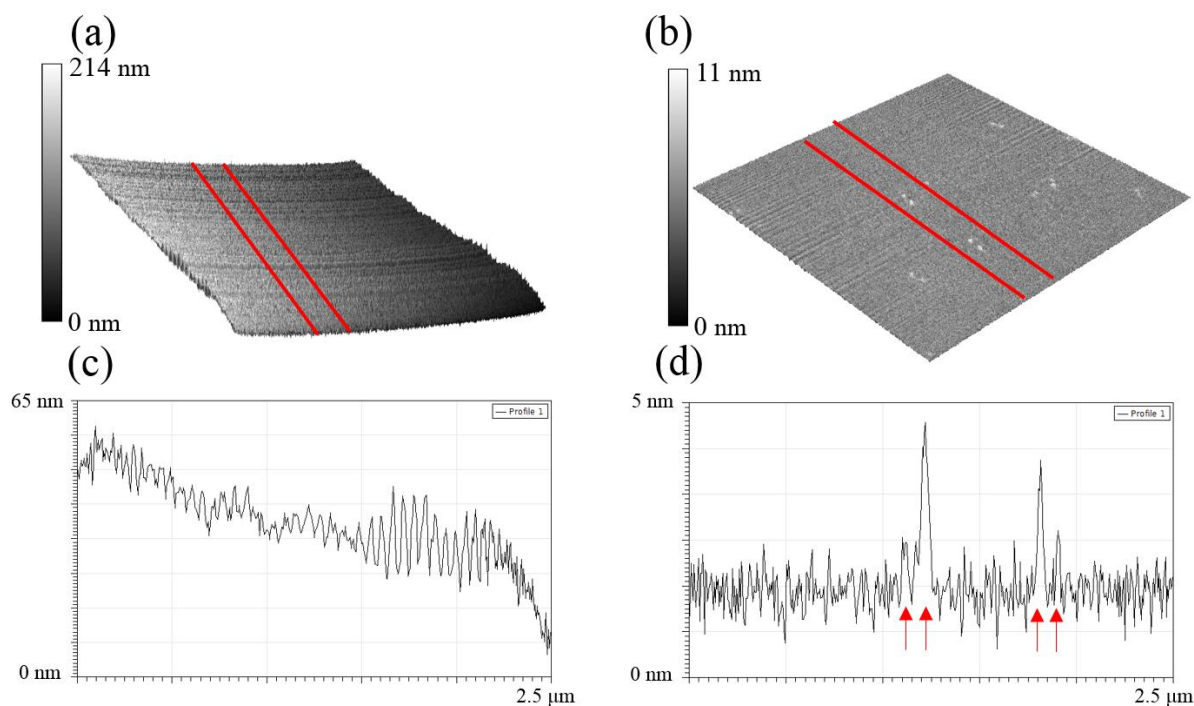 (a)
214 nm
0 nm
(b)
11 nm
0 nm
(c)
65 nm
Profile 1
0 nm
2.5 μm
(d)
5 nm
Profile 1
0 nm
2.5 μm